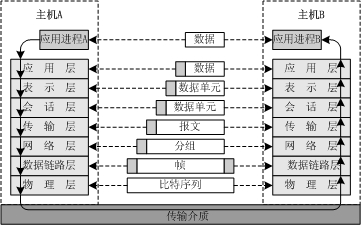 主机A 主机B
应用进程A 数据 应用进程B
应用层 数据 应用层
表示层 数据单元 表示层
会话层 数据单元 会话层
传输层 报文 传输层
网络层 分组 网络层
数据链路层 帧 数据链路层
物理层 比特序列 物理层
传输介质